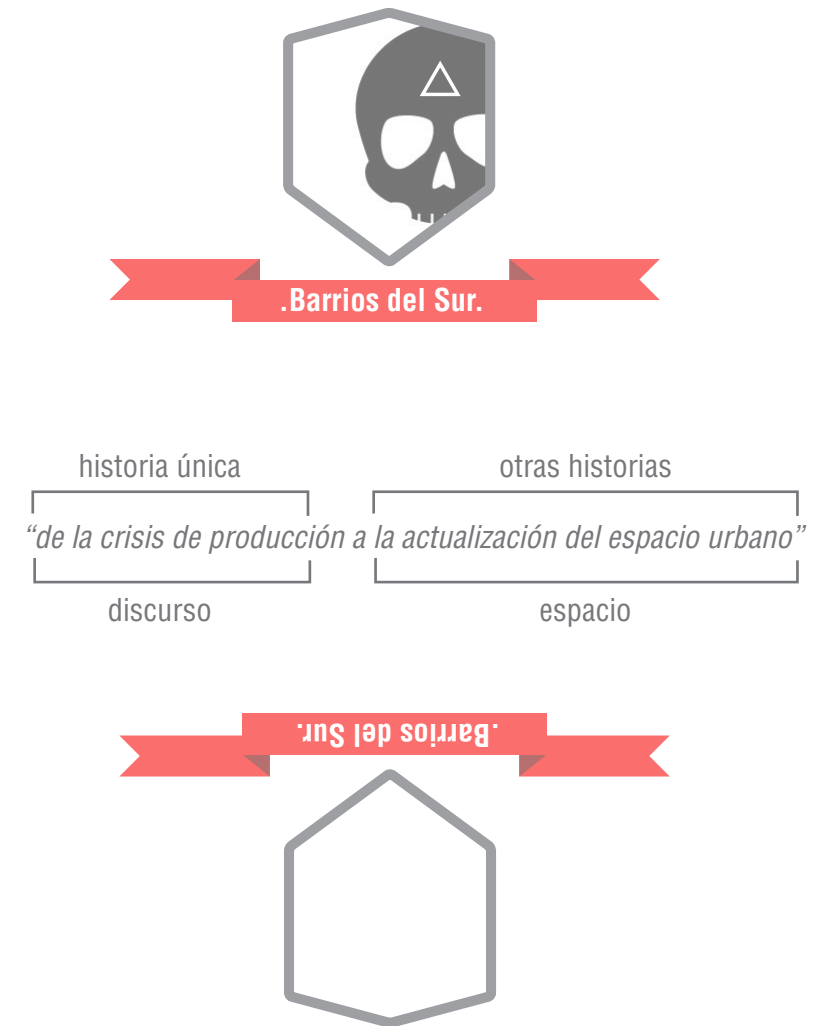 .Barrios del Sur.
historia única
otras historias
“de la crisis de producción a la actualización del espacio urbano”
discurso
espacio
.Barrios del Sur.